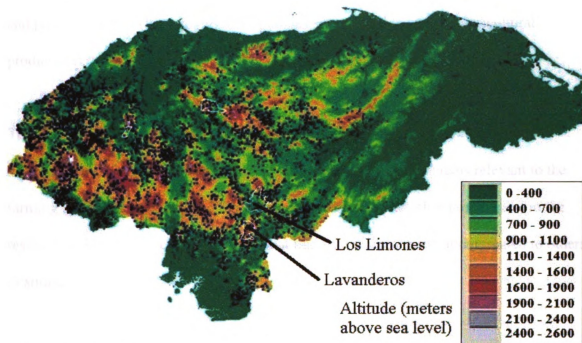 Los Limones
Lavanderos
Altitude (meters
above sea level)
0 -400
400 - 700
700 - 900
900 - 1100
1100 - 1400
1400 - 1600
1600 - 1900
1900 - 2100
2100 - 2400
2400 - 2600